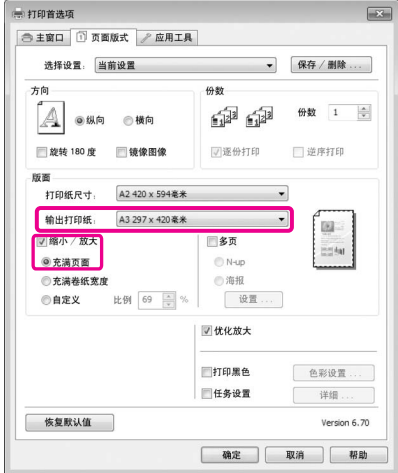 打印首选项
主窗口 页面版式 应用工具
选择设置: 当前设置 保存 / 删除 ...
方向 份数
纵向 横向 份数 1
旋转 180 度 镜像图像 逐份打印 逆序打印
版面
打印纸尺寸: A2 420 x 594毫米
输出打印纸: A3 297 x 420毫米
缩小 / 放大 多页
充满页面 N-up
充满卷纸宽度 海报
自定义 比例 69 % 设置 ...
优化放大
打印黑色 色彩设置 ...
任务设置 详细 ...
恢复默认值 Version 6.70
确定 取消 帮助